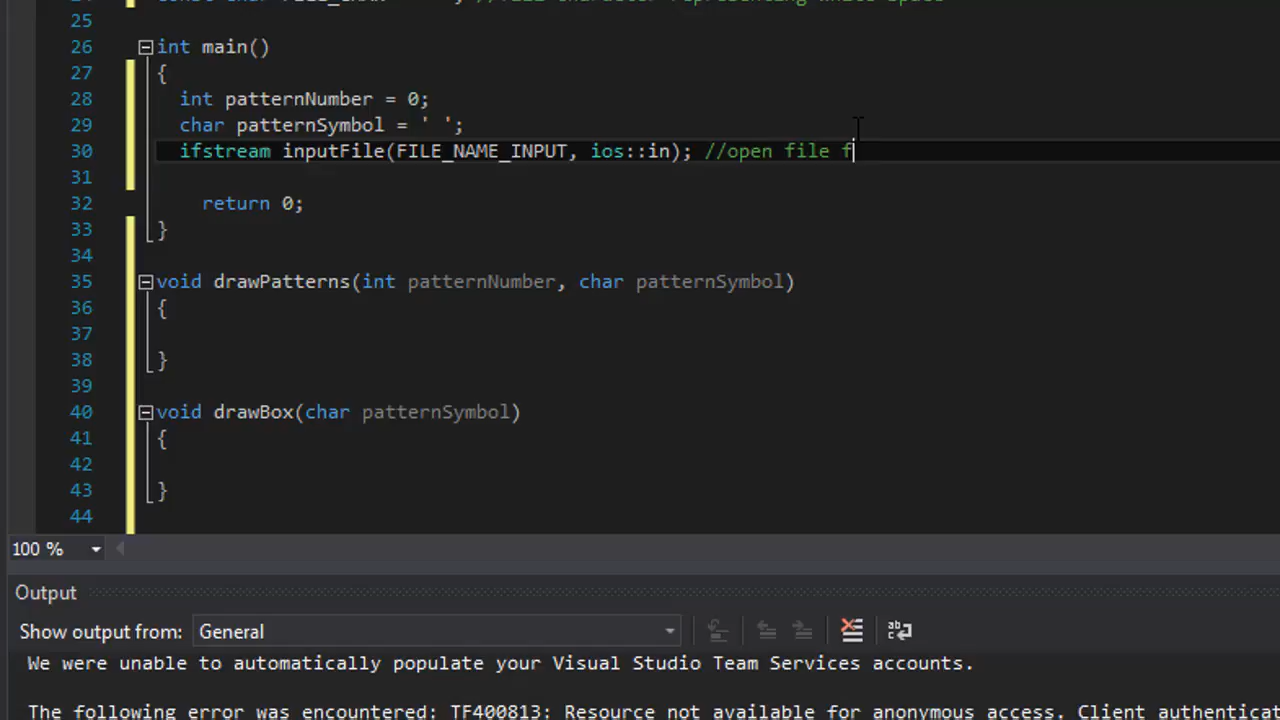 25
26 int main()
27 {
28 int patternNumber = 0;
29 char patternSymbol = ' ';
30 ifstream inputFile(FILE_NAME_INPUT, ios::in); //open file f
31
32 return 0;
33 }
34
35 void drawPatterns(int patternNumber, char patternSymbol)
36 {
37
38 }
39
40 void drawBox(char patternSymbol)
41 {
42
43 }
44
100 %
Output
Show output from: General
We were unable to automatically populate your Visual Studio Team Services accounts.
The following error was encountered: TF400813: Resource not available for anonymous access. Client authenticat